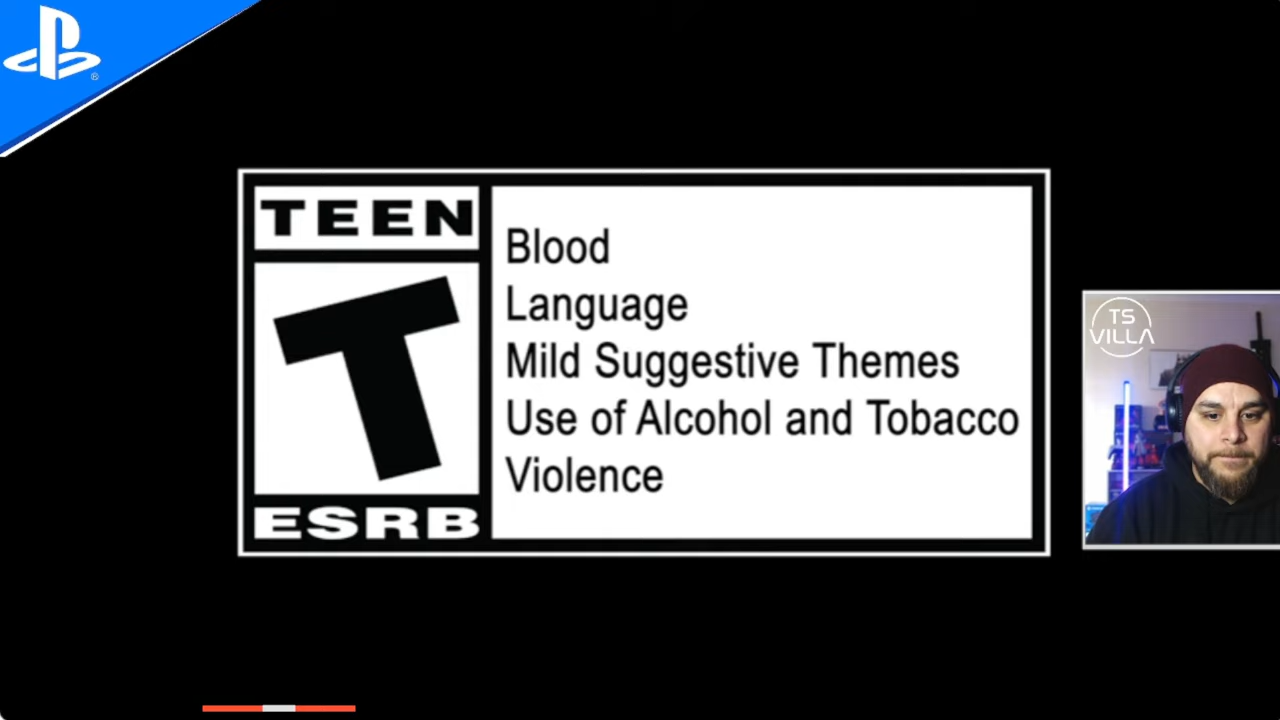 TEEN
T
ESRB
Blood
Language
Mild Suggestive Themes
Use of Alcohol and Tobacco
Violence
TS
VILLA